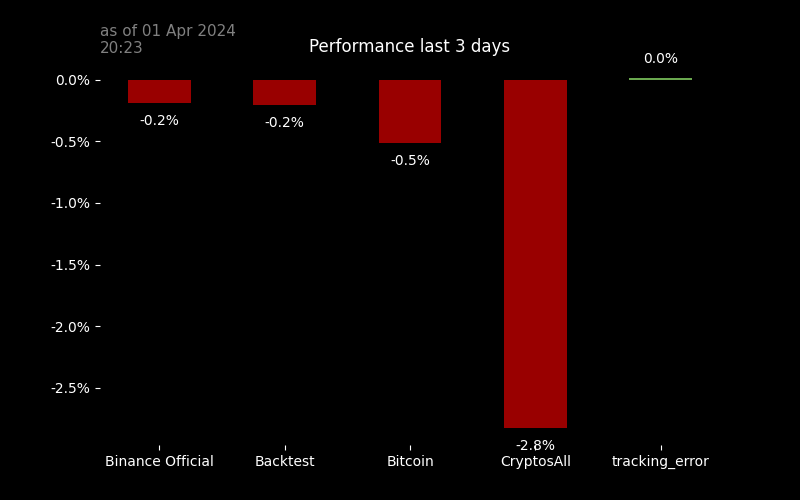 as of 01 Apr 2024
20:23
Performance last 3 days
0.0%
0.0%
-0.2%
-0.2%
-0.5%
-0.5%
-1.0%
-1.5%
-2.0%
-2.5%
-2.8%
Binance Official
Backtest
Bitcoin
CryptosAll
tracking_error